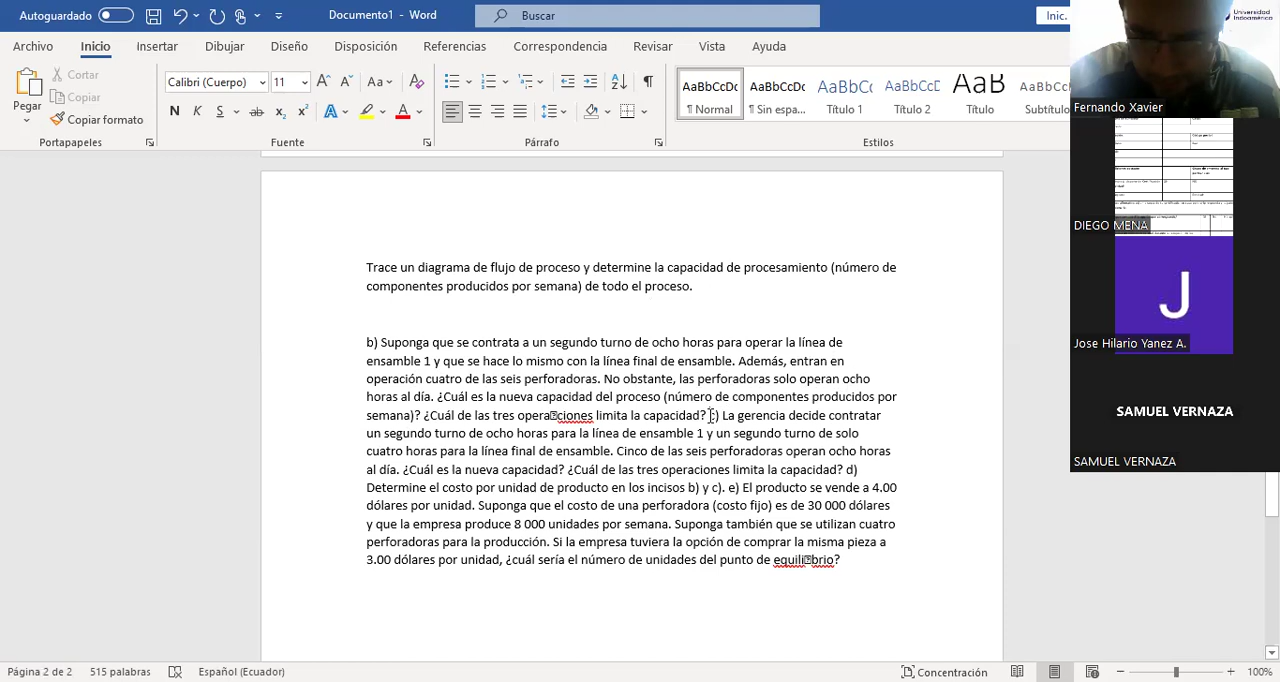 Autoguardado
Documento1 - Word
Buscar
Inic.
Universidad
Indoamérica
Archivo Inicio Insertar Dibujar Diseño Disposición Referencias Correspondencia Revisar Vista Ayuda
Pegar
Cortar
Copiar
Copiar formato
Portapapeles
Calibri (Cuerpo) 11
Aa
N K S ab x₂ x² A A
Fuente
Párrafo
AaBbCcDc AaBbCcDc AaBbCc AaBbCcD AaB AaBbCc
¶ Normal ¶ Sin espa... Título 1 Título 2 Título Subtítulo
Estilos
Trace un diagrama de flujo de proceso y determine la capacidad de procesamiento (número de
componentes producidos por semana) de todo el proceso.
b) Suponga que se contrata a un segundo turno de ocho horas para operar la línea de
ensamble 1 y que se hace lo mismo con la línea final de ensamble. Además, entran en
operación cuatro de las seis perforadoras. No obstante, las perforadoras solo operan ocho
horas al día. ¿Cuál es la nueva capacidad del proceso (número de componentes producidos por
semana)? ¿Cuál de las tres operaciones limita la capacidad? c) La gerencia decide contratar
un segundo turno de ocho horas para la línea de ensamble 1 y un segundo turno de solo
cuatro horas para la línea final de ensamble. Cinco de las seis perforadoras operan ocho horas
al día. ¿Cuál es la nueva capacidad? ¿Cuál de las tres operaciones limita la capacidad? d)
Determine el costo por unidad de producto en los incisos b) y c). e) El producto se vende a 4.00
dólares por unidad. Suponga que el costo de una perforadora (costo fijo) es de 30 000 dólares
y que la empresa produce 8 000 unidades por semana. Suponga también que se utilizan cuatro
perforadoras para la producción. Si la empresa tuviera la opción de comprar la misma pieza a
3.00 dólares por unidad, ¿cuál sería el número de unidades del punto de equilibrio?
Fernando Xavier
DIEGO MENA
J
Jose Hilario Yanez A.
SAMUEL VERNAZA
SAMUEL VERNAZA
Página 2 de 2 515 palabras Español (Ecuador) Concentración 100%